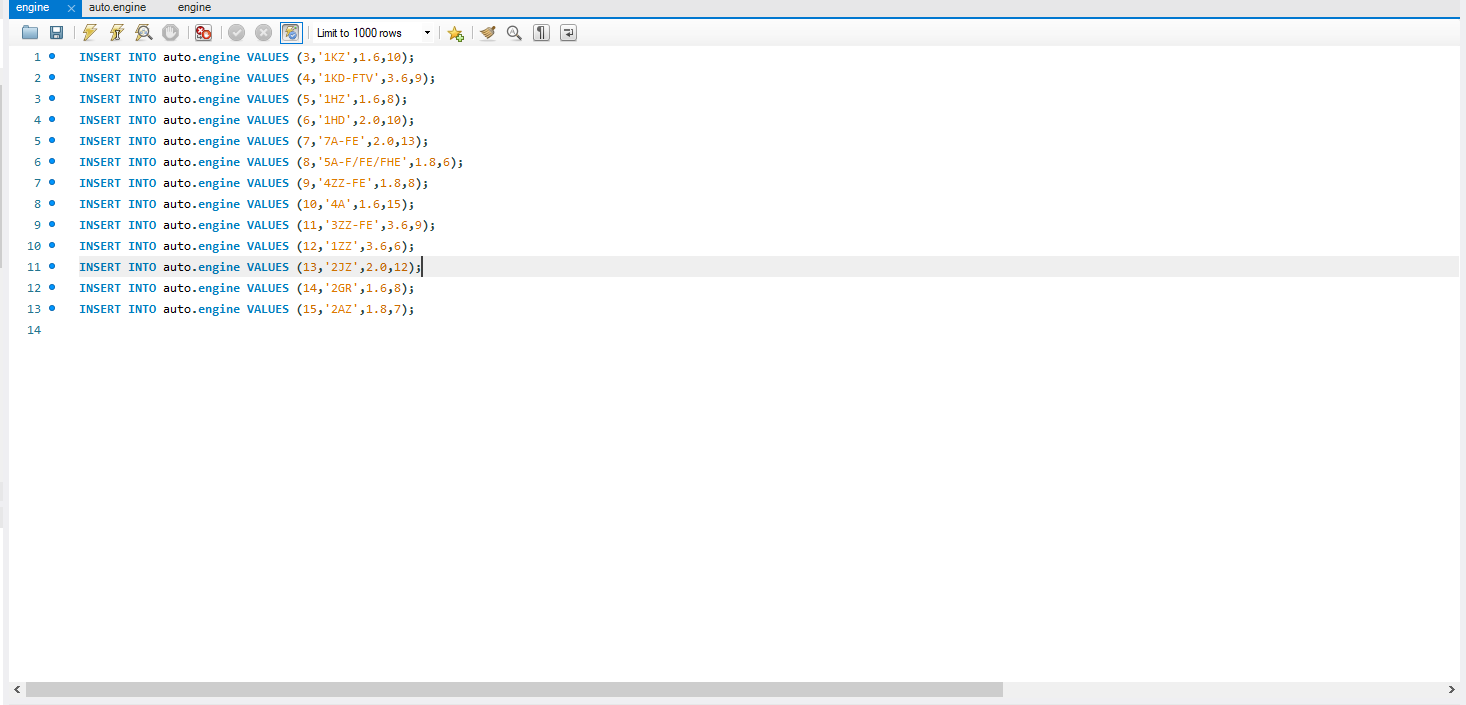 engine auto.engine engine
Limit to 1000 rows
1 INSERT INTO auto.engine VALUES (3,'1KZ',1.6,10);
2 INSERT INTO auto.engine VALUES (4,'1KD-FTV',3.6,9);
3 INSERT INTO auto.engine VALUES (5,'1HZ',1.6,8);
4 INSERT INTO auto.engine VALUES (6,'1HD',2.0,10);
5 INSERT INTO auto.engine VALUES (7,'7A-FE',2.0,13);
6 INSERT INTO auto.engine VALUES (8,'5A-F/FE/FHE',1.8,6);
7 INSERT INTO auto.engine VALUES (9,'4ZZ-FE',1.8,8);
8 INSERT INTO auto.engine VALUES (10,'4A',1.6,15);
9 INSERT INTO auto.engine VALUES (11,'3ZZ-FE',3.6,9);
10 INSERT INTO auto.engine VALUES (12,'1ZZ',3.6,6);
11 INSERT INTO auto.engine VALUES (13,'2JZ',2.0,12);
12 INSERT INTO auto.engine VALUES (14,'2GR',1.6,8);
13 INSERT INTO auto.engine VALUES (15,'2AZ',1.8,7);
14